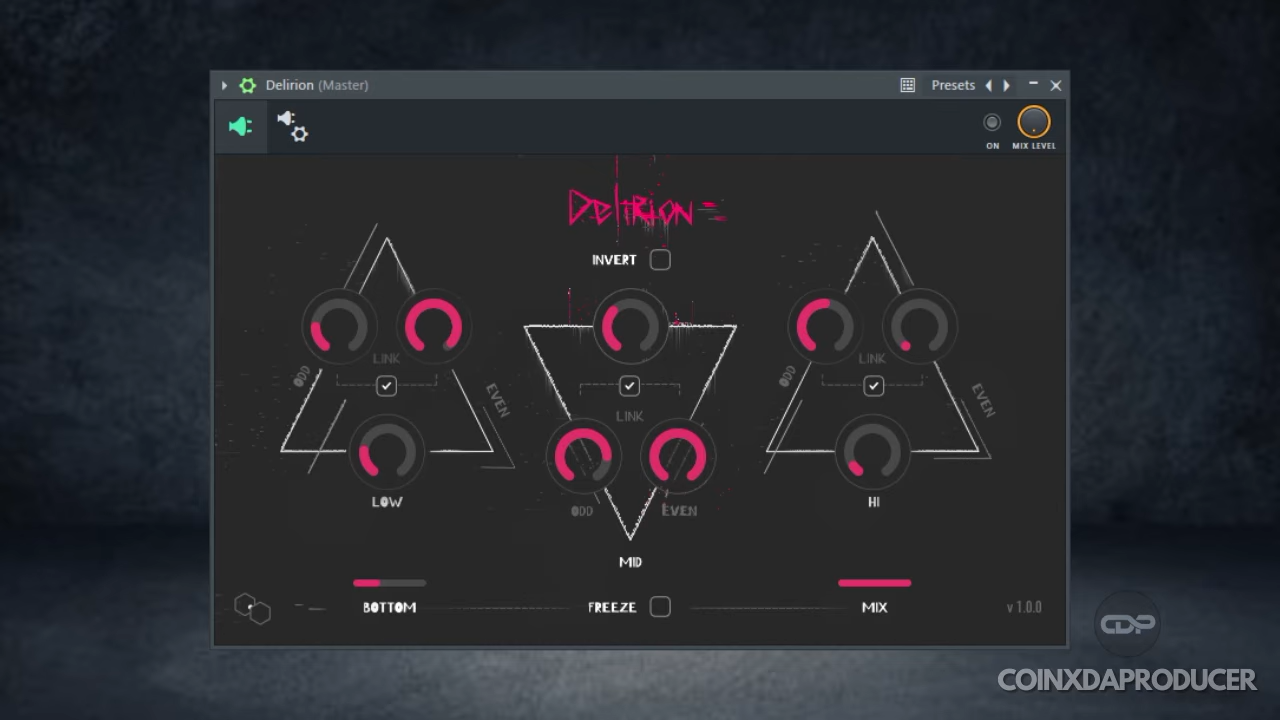 Delirion (Master)
Presets
ON
MIX LEVEL
DELIRION
INVERT
LINK
ODD
EVEN
LOW
LINK
ODD
EVEN
MID
LINK
ODD
EVEN
HI
BOTTOM
FREEZE
MIX
v 1.0.0
CDP
COINXDAPRODUCER